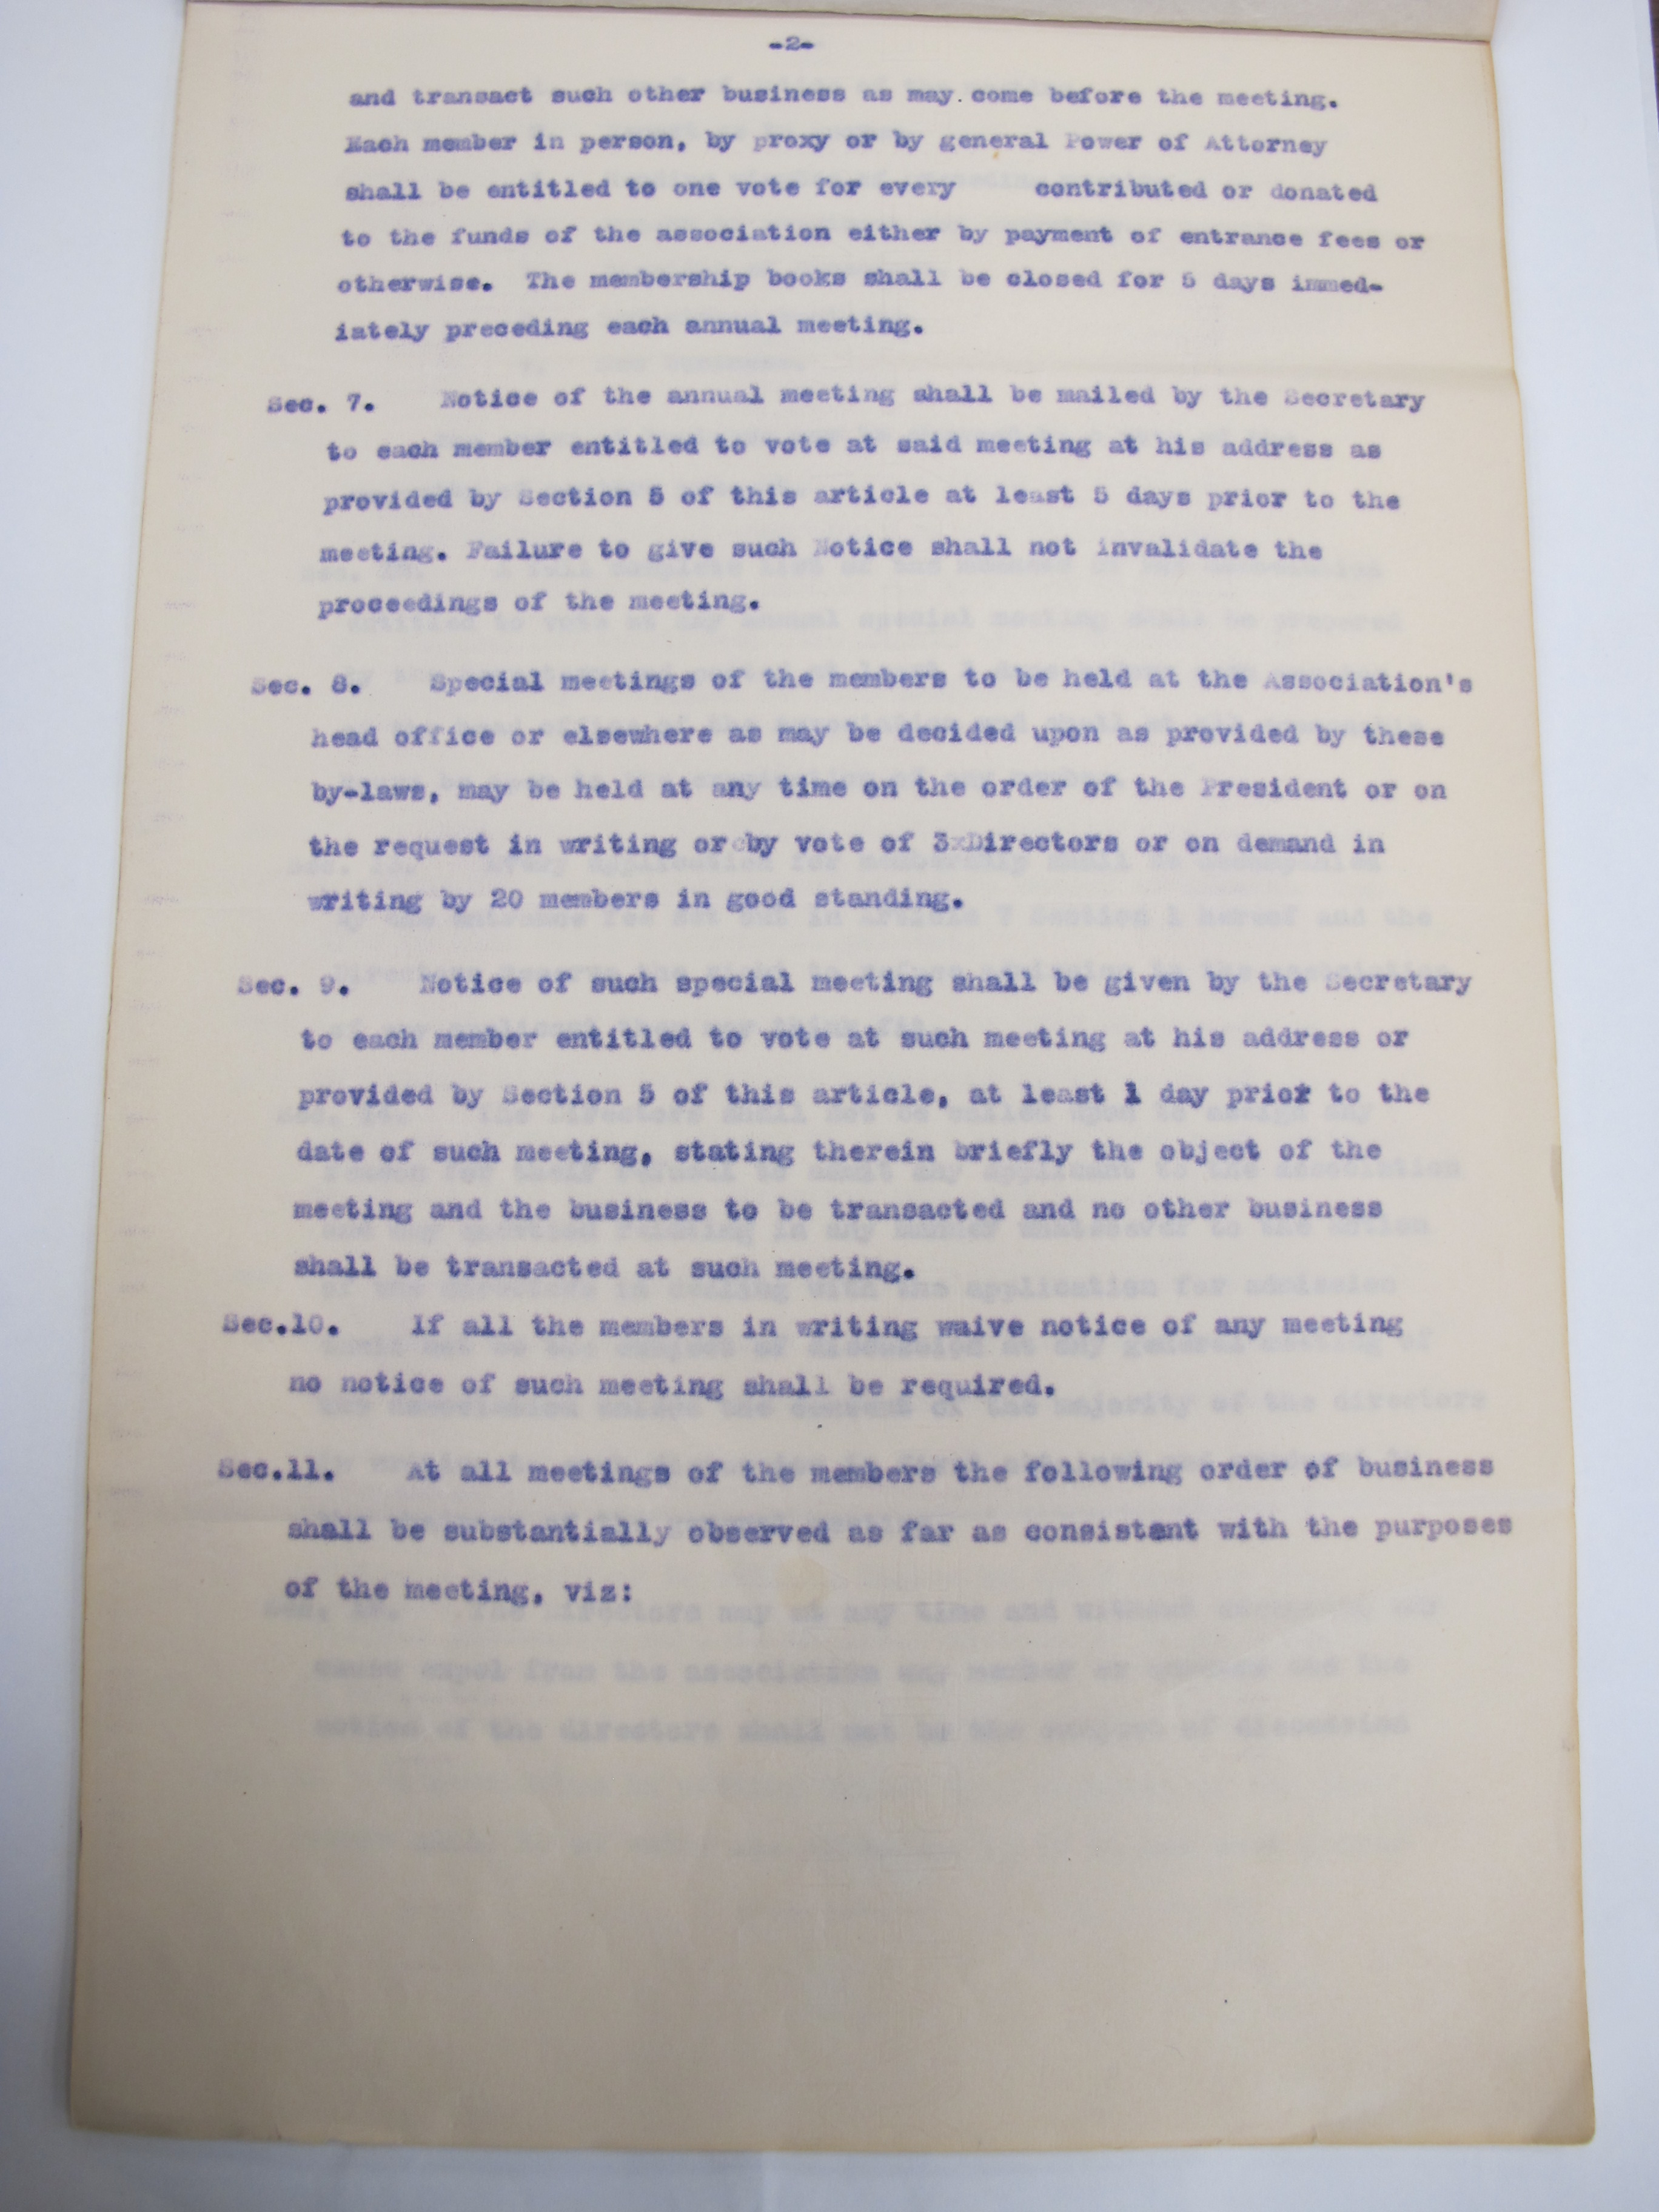 -2-
and transact such other business as may come before the meeting.
Each member in person, by proxy or by general Power of Attorney
shall be entitled to one vote for every contributed or donated
to the funds of the association either by payment of entrance fees or
otherwise. The membership books shall be closed for 5 days immed-
iately preceding each annual meeting.
Sec. 7. Notice of the annual meeting shall be mailed by the Secretary
to each member entitled to vote at said meeting at his address as
provided by Section 5 of this article at least 5 days prior to the
meeting. Failure to give such Notice shall not invalidate the
proceedings of the meeting.
Sec. 8. Special meetings of the members to be held at the Association's
head office or elsewhere as may be decided upon as provided by these
by-laws, may be held at any time on the order of the President or on
the request in writing or by vote of 3 Directors or on demand in
writing by 20 members in good standing.
Sec. 9. Notice of such special meeting shall be given by the Secretary
to each member entitled to vote at such meeting at his address or
provided by Section 5 of this article, at least 1 day prior to the
date of such meeting, stating therein briefly the object of the
meeting and the business to be transacted and no other business
shall be transacted at such meeting.
Sec.10. If all the members in writing waive notice of any meeting
no notice of such meeting shall be required.
Sec.11. At all meetings of the members the following order of business
shall be substantially observed as far as consistent with the purposes
of the meeting, viz: